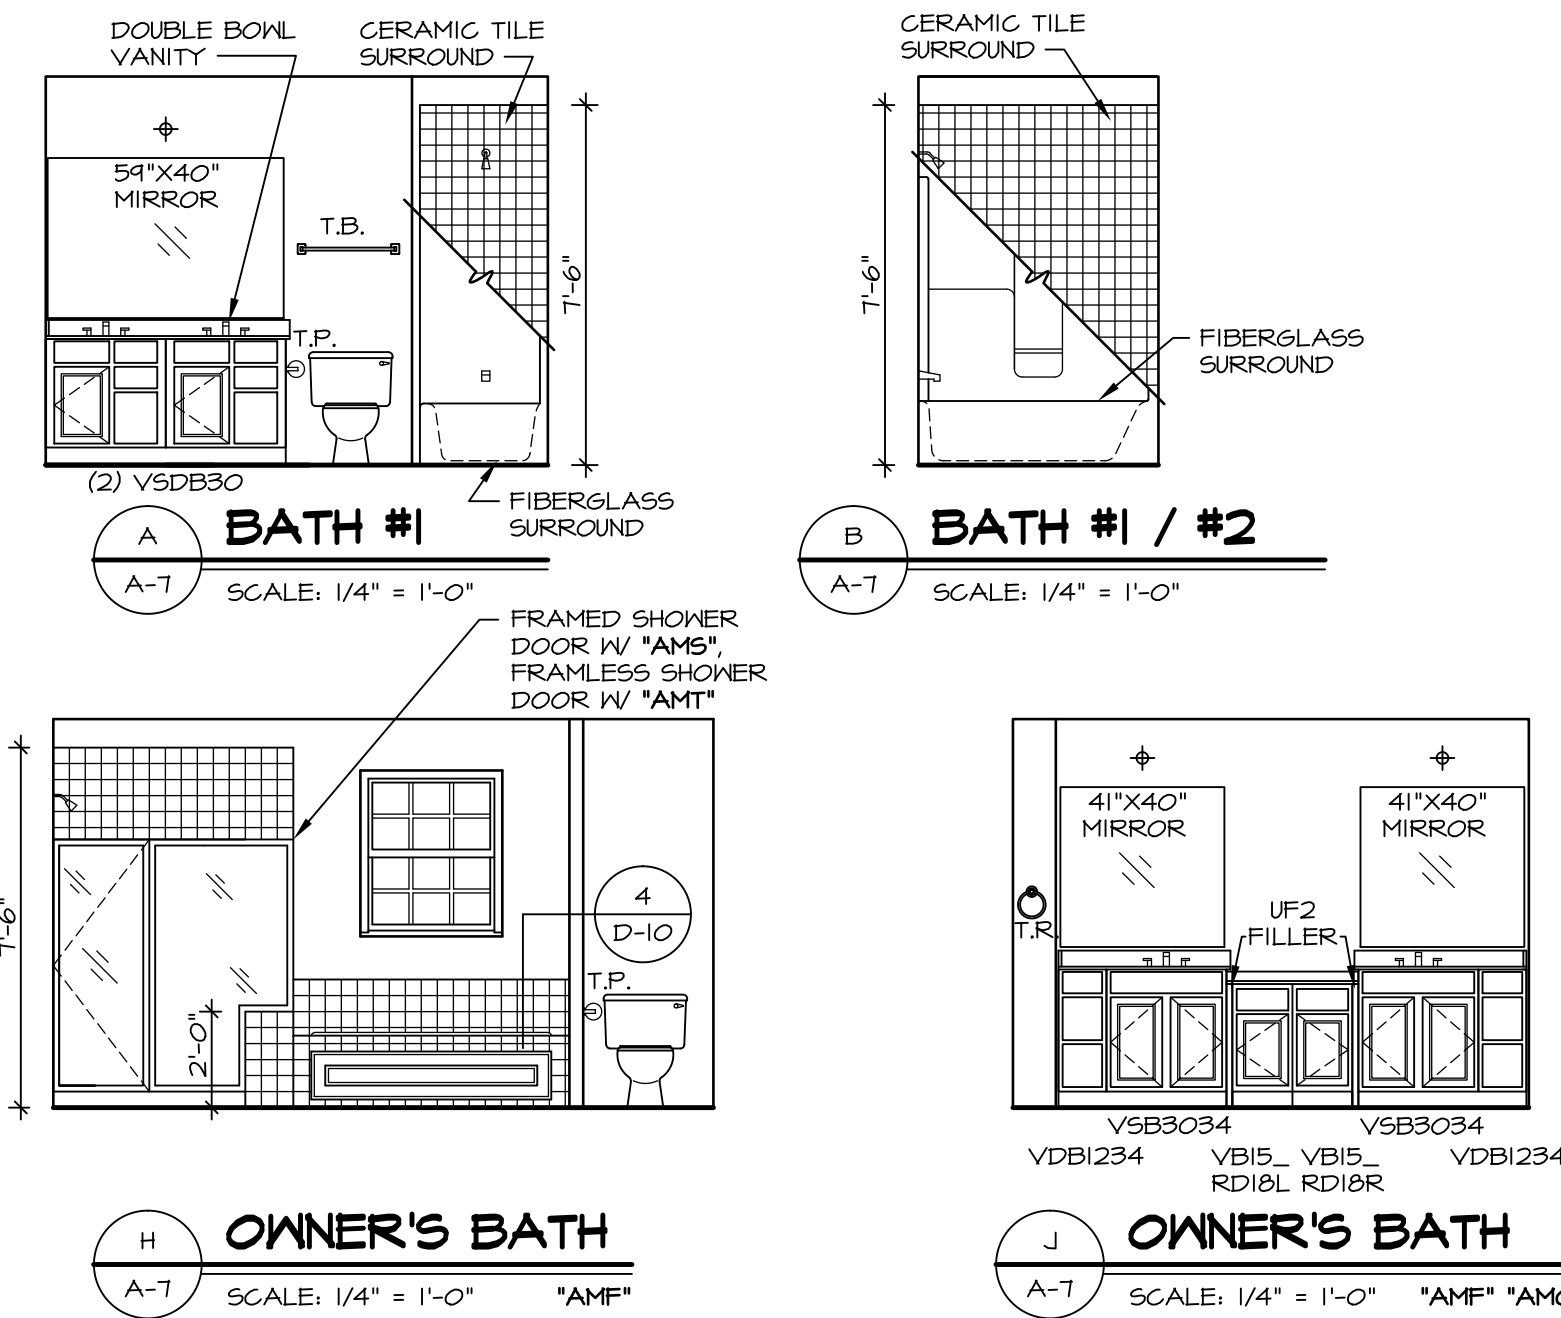 DOUBLE BOWL
VANITY
CERAMIC TILE
SURROUND
59"X40"
MIRROR
T.B.
T.P.
7'-6"
(2) VSDB30
FIBERGLASS
SURROUND
A
A-7
BATH #1
SCALE: 1/4" = 1'-0"
CERAMIC TILE
SURROUND
7'-6"
FIBERGLASS
SURROUND
B
A-7
BATH #1 / #2
SCALE: 1/4" = 1'-0"
FRAMED SHOWER
DOOR W/ "AMS",
FRAMLESS SHOWER
DOOR W/ "AMT"
7'-6"
2'-0"
4
D-10
T.P.
H
A-7
OWNER'S BATH
SCALE: 1/4" = 1'-0" "AMF"
41"X40"
MIRROR
41"X40"
MIRROR
T.R.
UF2
FILLER
VSB3034
VSB3034
VDB1234
VB15_
RD18L
VB15_
RD18R
VDB1234
J
A-7
OWNER'S BATH
SCALE: 1/4" = 1'-0" "AMF"